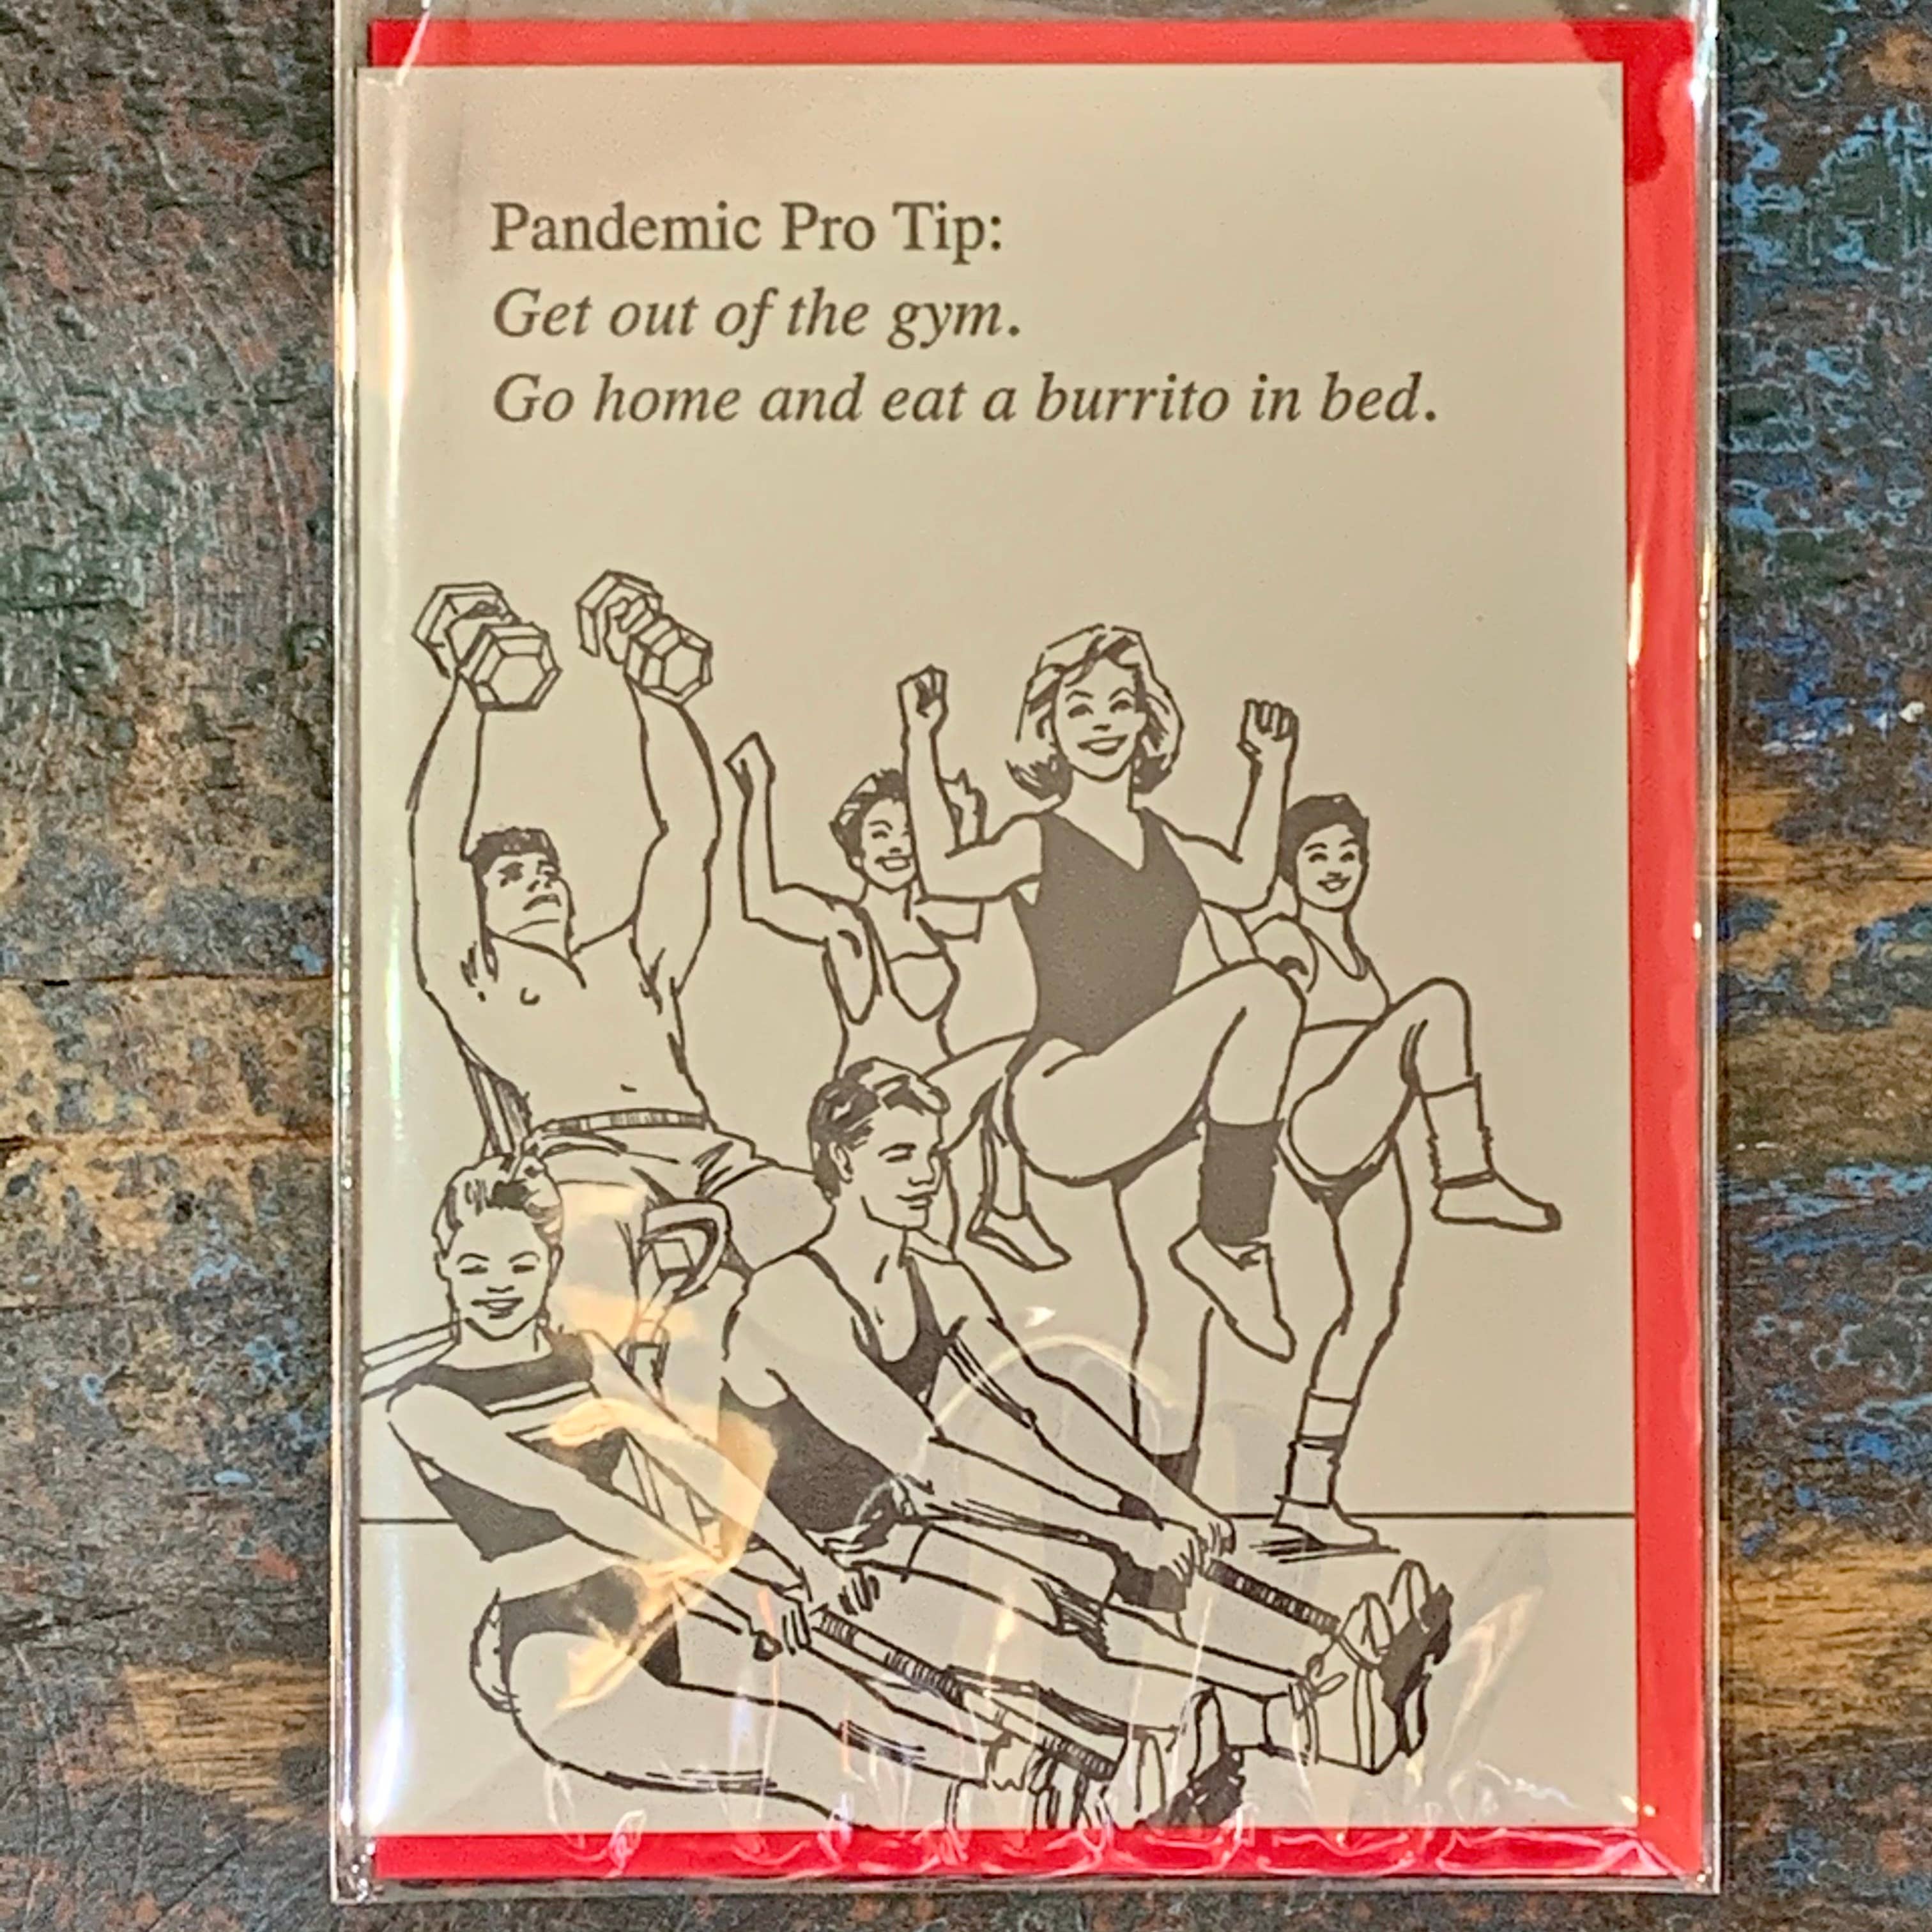 Pandemic Pro Tip:
Get out of the gym.
Go home and eat a burrito in bed.